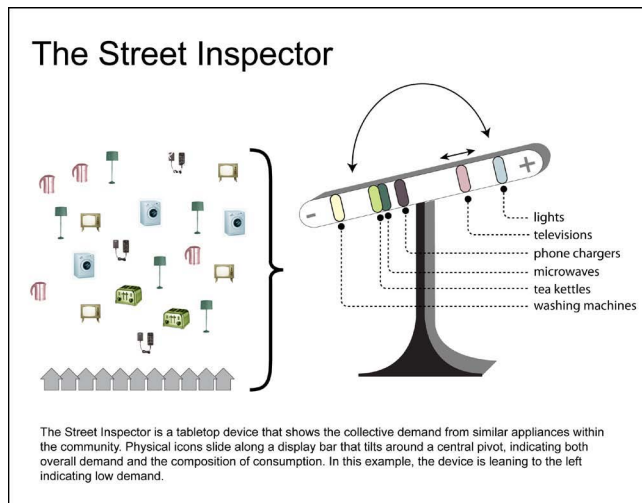 The Street Inspector
+
-
lights
televisions
phone chargers
microwaves
tea kettles
washing machines
The Street Inspector is a tabletop device that shows the collective demand from similar appliances within
the community. Physical icons slide along a display bar that tilts around a central pivot, indicating both
overall demand and the composition of consumption. In this example, the device is leaning to the left
indicating low demand.